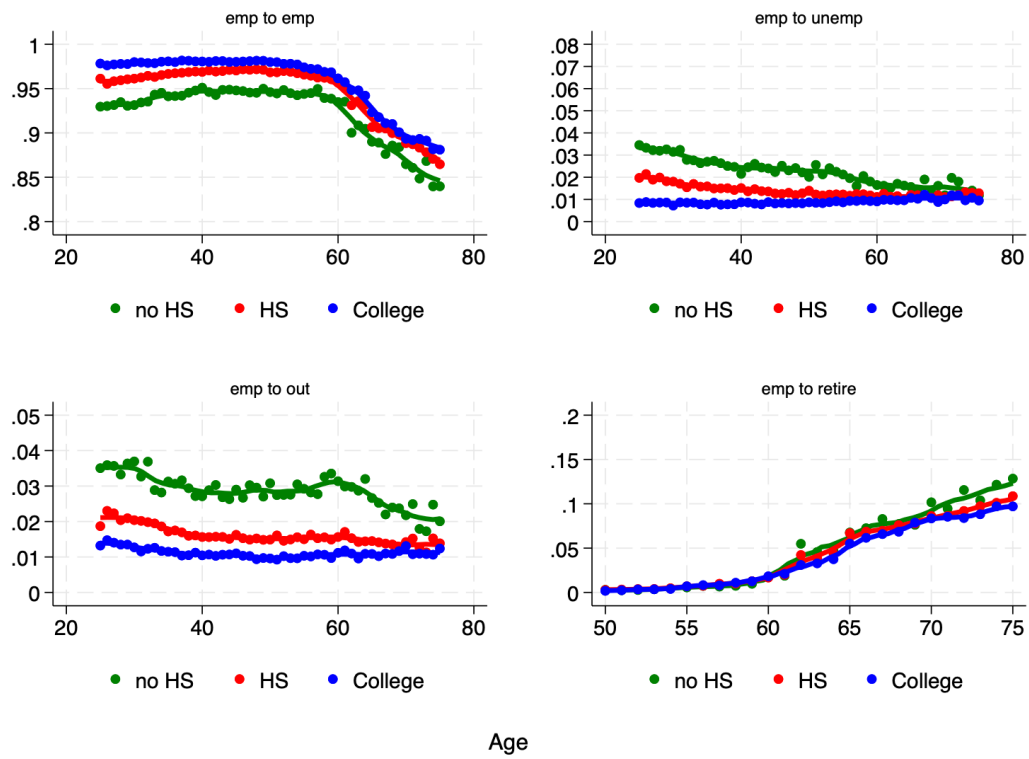 emp to emp
1
.95
.9
.85
.8
20 40 60 80
no HS HS College
emp to unemp
.08
.07
.06
.05
.04
.03
.02
.01
0
20 40 60 80
no HS HS College
emp to out
.05
.04
.03
.02
.01
0
20 40 60 80
no HS HS College
emp to retire
.2
.15
.1
.05
0
50 55 60 65 70 75
no HS HS College
Age